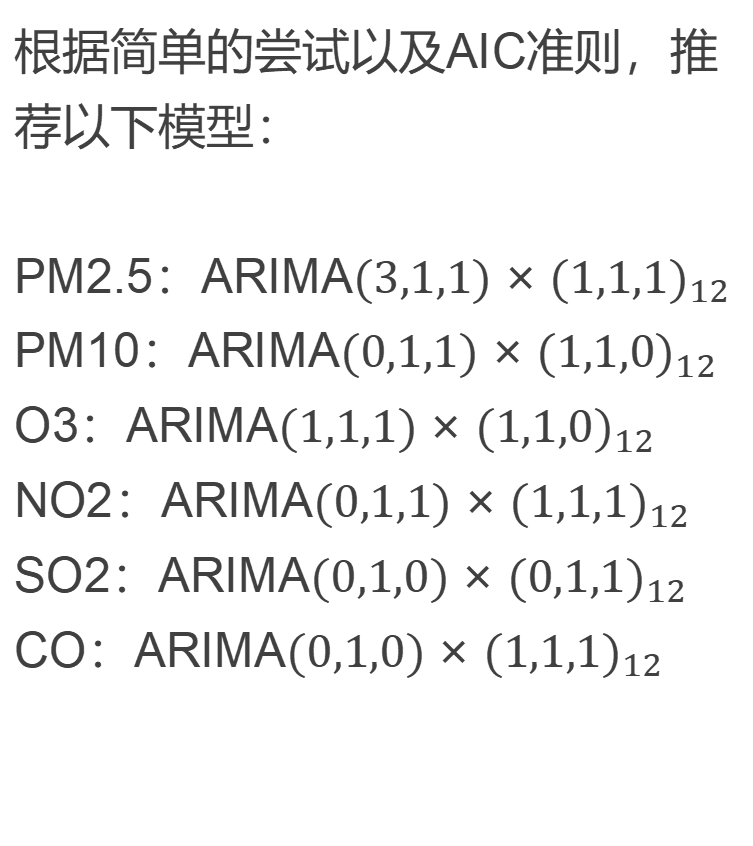 根据简单的尝试以及AIC准则，推
荐以下模型：
PM2.5：ARIMA(3,1,1) × (1,1,1)₁₂
PM10：ARIMA(0,1,1) × (1,1,0)₁₂
O3：ARIMA(1,1,1) × (1,1,0)₁₂
NO2：ARIMA(0,1,1) × (1,1,1)₁₂
SO2：ARIMA(0,1,0) × (0,1,1)₁₂
CO：ARIMA(0,1,0) × (1,1,1)₁₂